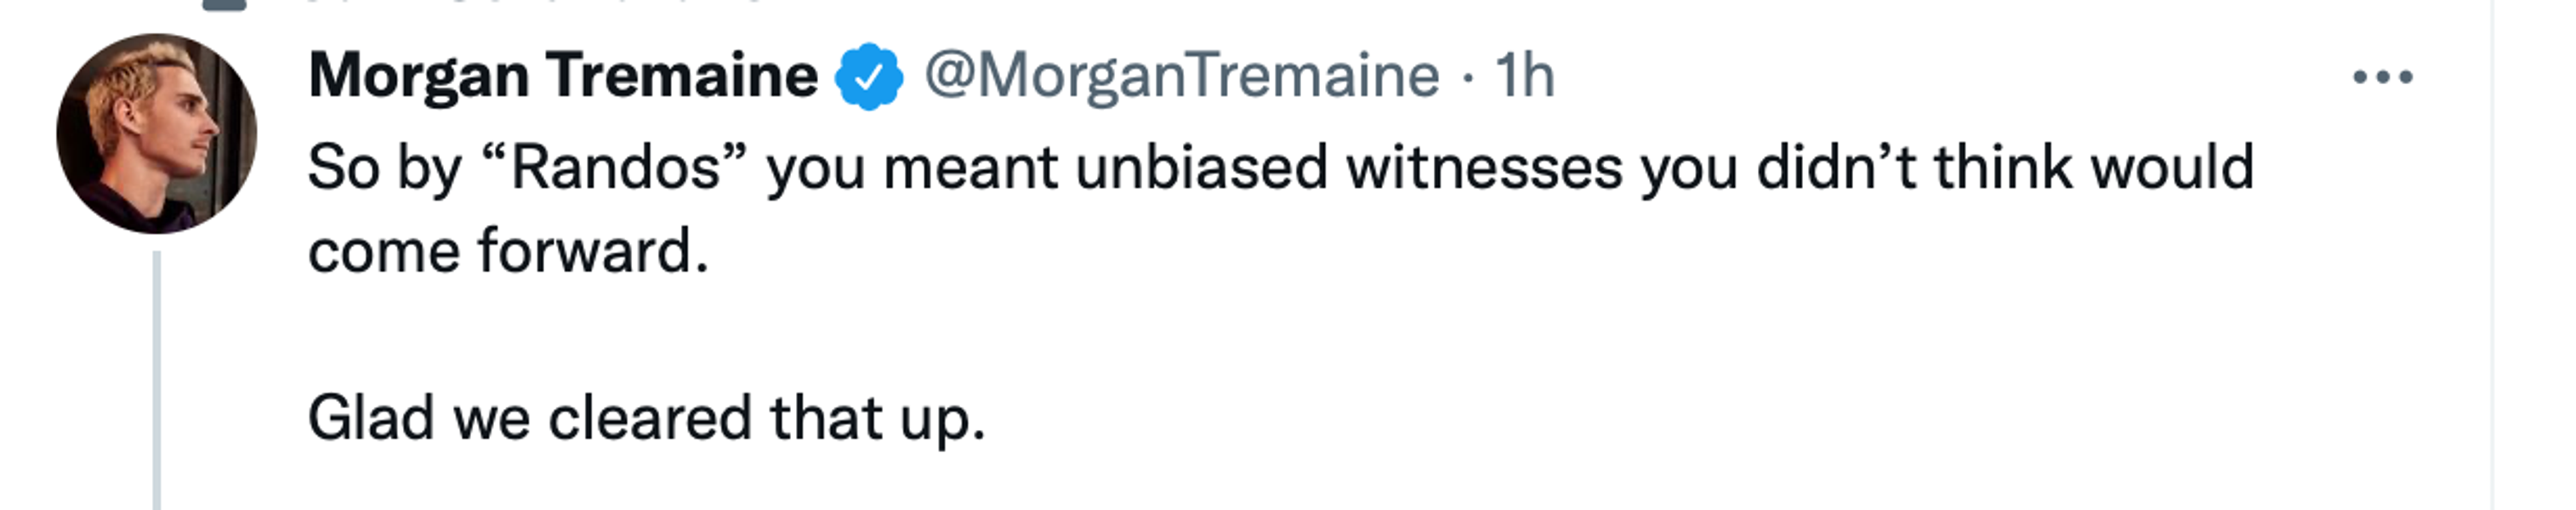 Morgan Tremaine @MorganTremaine · 1h
So by “Randos” you meant unbiased witnesses you didn’t think would
come forward.
Glad we cleared that up.